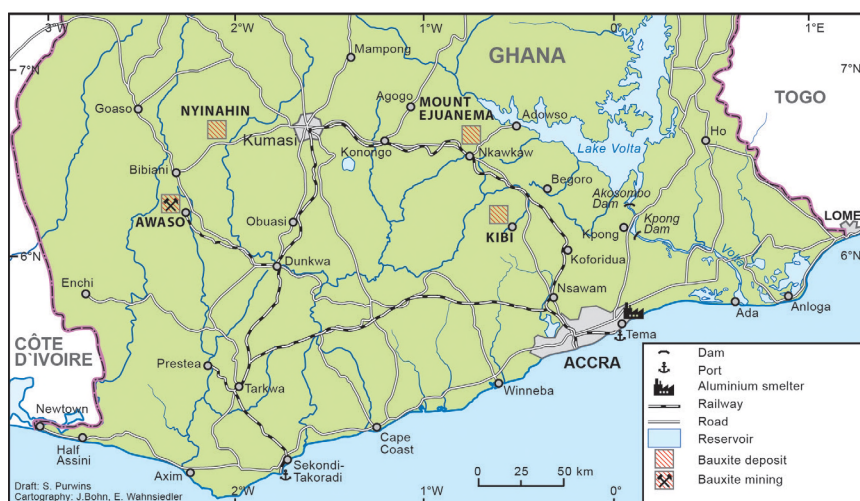 3°W
2°W
1°W
0°
1°E
7°N
7°N
Mampong
GHANA
TOGO
Goaso
NYINAHIN
Agogo
MOUNT
EJUANEMA
Adowso
Kumasi
Konongo
Nkawkaw
Lake Volta
Ho
Bibiani
Begoro
Akosombo
Dam
AWASO
Obuasi
KIBI
Kpong
Kpong
Dam
LOME
6°N
6°N
Dunkwa
Koforidua
Volta
Enchi
Nsawam
Ada
Anloga
CÔTE
D`IVOIRE
Prestea
Tema
ACCRA
Tarkwa
Winneba
Newtown
Half
Assini
Cape
Coast
Axim
Sekondi-
Takoradi
Dam
Port
Aluminium smelter
Railway
Road
Reservoir
Bauxite deposit
Bauxite mining
0 25 50 km
Draft: S. Purwins
Cartography: J.Bohn, E. Wahnsiedler
2°W
1°W
0°